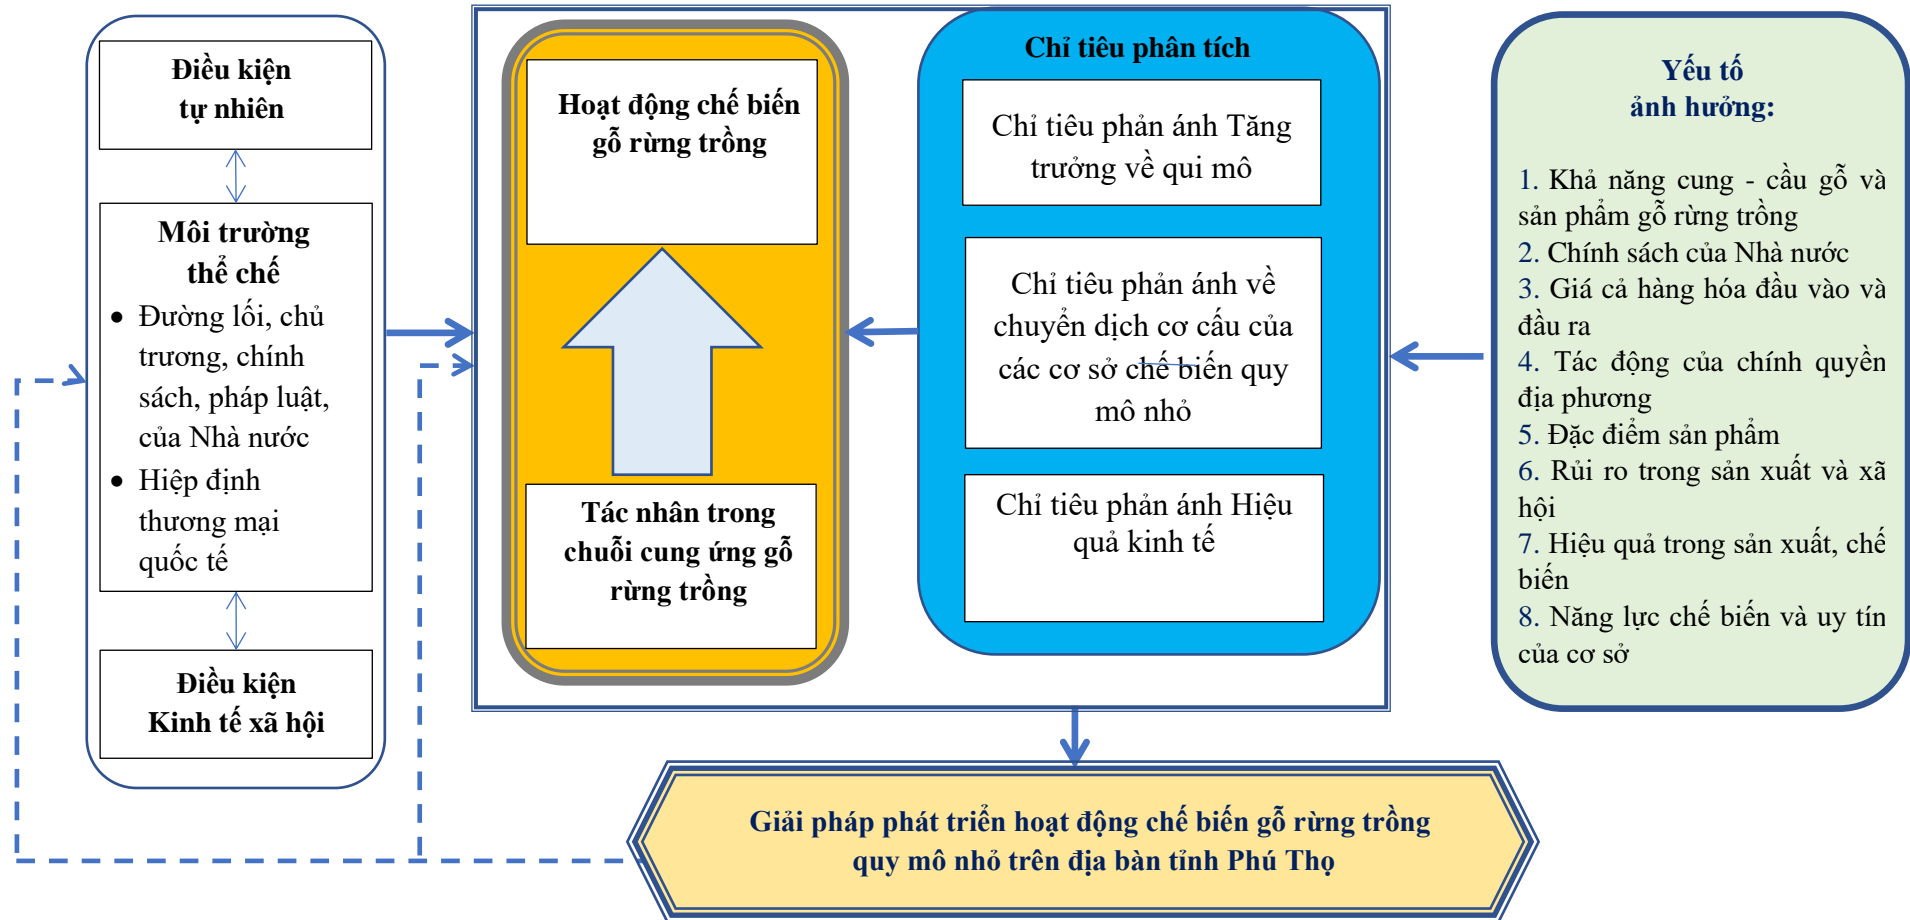 Điều kiện
tự nhiên
Môi trường
thể chế
• Đường lối, chủ
trương, chính
sách, pháp luật,
của Nhà nước
• Hiệp định
thương mại
quốc tế
Điều kiện
Kinh tế xã hội
Hoạt động chế biến
gỗ rừng trồng
Tác nhân trong
chuỗi cung ứng gỗ
rừng trồng
Chỉ tiêu phân tích
Chỉ tiêu phản ánh Tăng
trưởng về qui mô
Chỉ tiêu phản ánh về
chuyển dịch cơ cấu của
các cơ sở chế biến quy
mô nhỏ
Chỉ tiêu phản ánh Hiệu
quả kinh tế
Yếu tố
ảnh hưởng:
1. Khả năng cung - cầu gỗ và
sản phẩm gỗ rừng trồng
2. Chính sách của Nhà nước
3. Giá cả hàng hóa đầu vào và
đầu ra
4. Tác động của chính quyền
địa phương
5. Đặc điểm sản phẩm
6. Rủi ro trong sản xuất và xã
hội
7. Hiệu quả trong sản xuất, chế
biến
8. Năng lực chế biến và uy tín
của cơ sở
Giải pháp phát triển hoạt động chế biến gỗ rừng trồng
quy mô nhỏ trên địa bàn tỉnh Phú Thọ